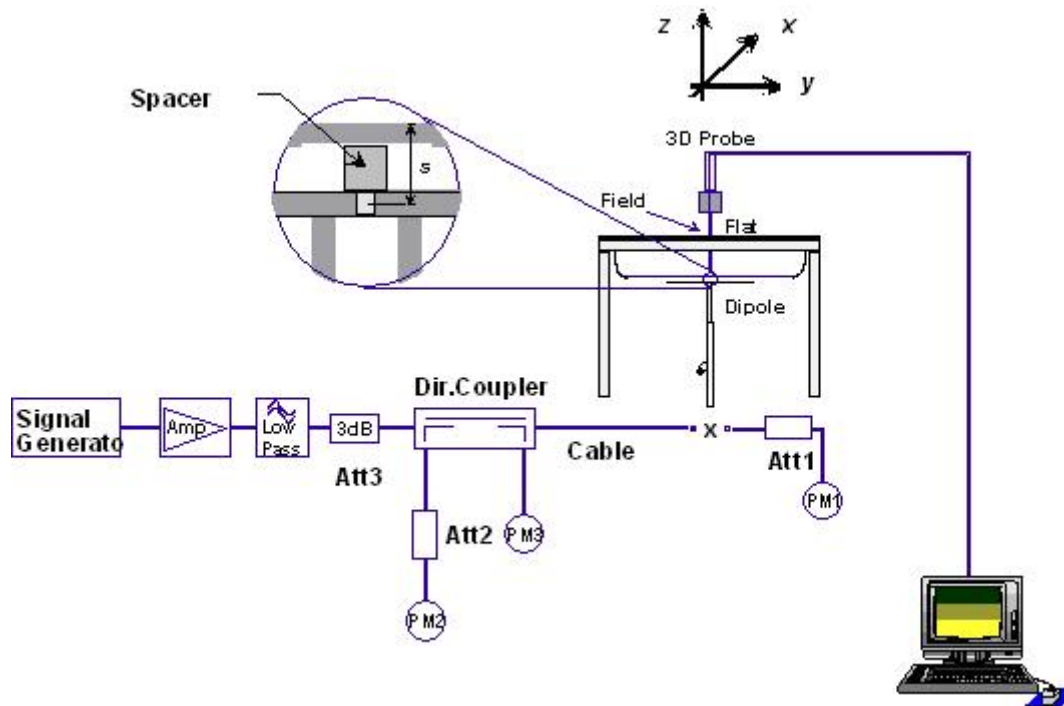 z
x
y
Spacer
3D Probe
s
Field
Flat
Dipole
Dir.Coupler
Signal
Generato
Amp
Low
Pass
3dB
x
Cable
Att3
Att1
PM1
Att2
PM3
PM2